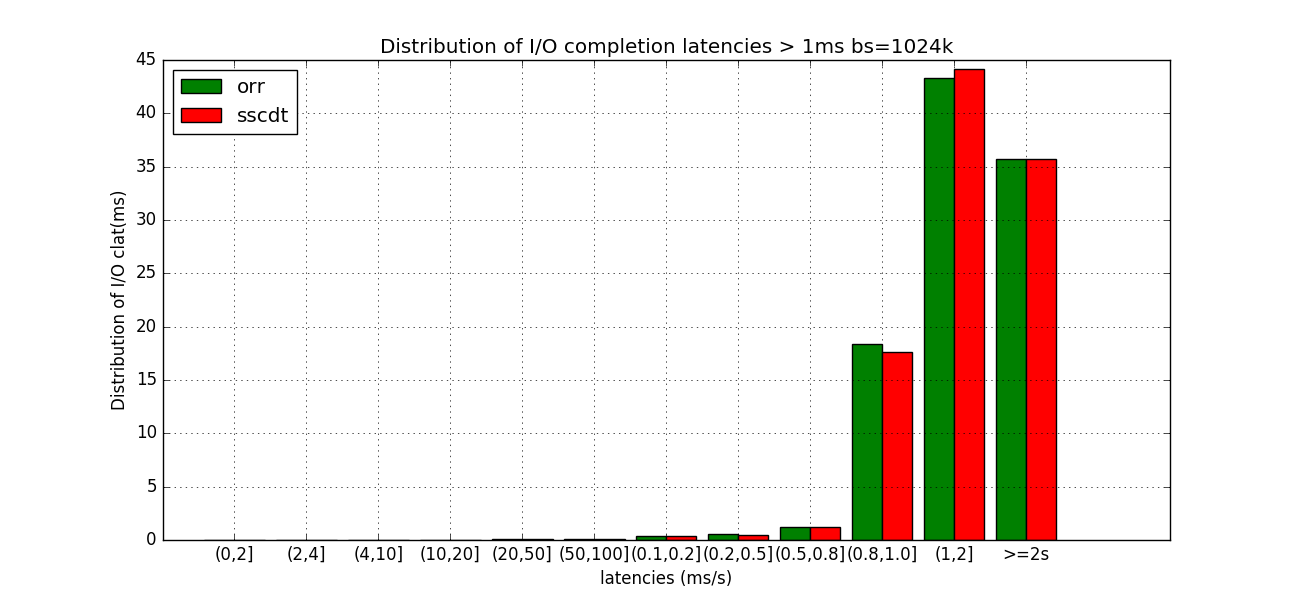 Distribution of I/O completion latencies > 1ms bs=1024k
orr
sscdt
Distribution of I/O clat(ms)
45
40
35
30
25
20
15
10
5
0
(0,2] (2,4] (4,10] (10,20] (20,50] (50,100] (0.1,0.2] (0.2,0.5] (0.5,0.8] (0.8,1.0] (1,2] >=2s
latencies (ms/s)